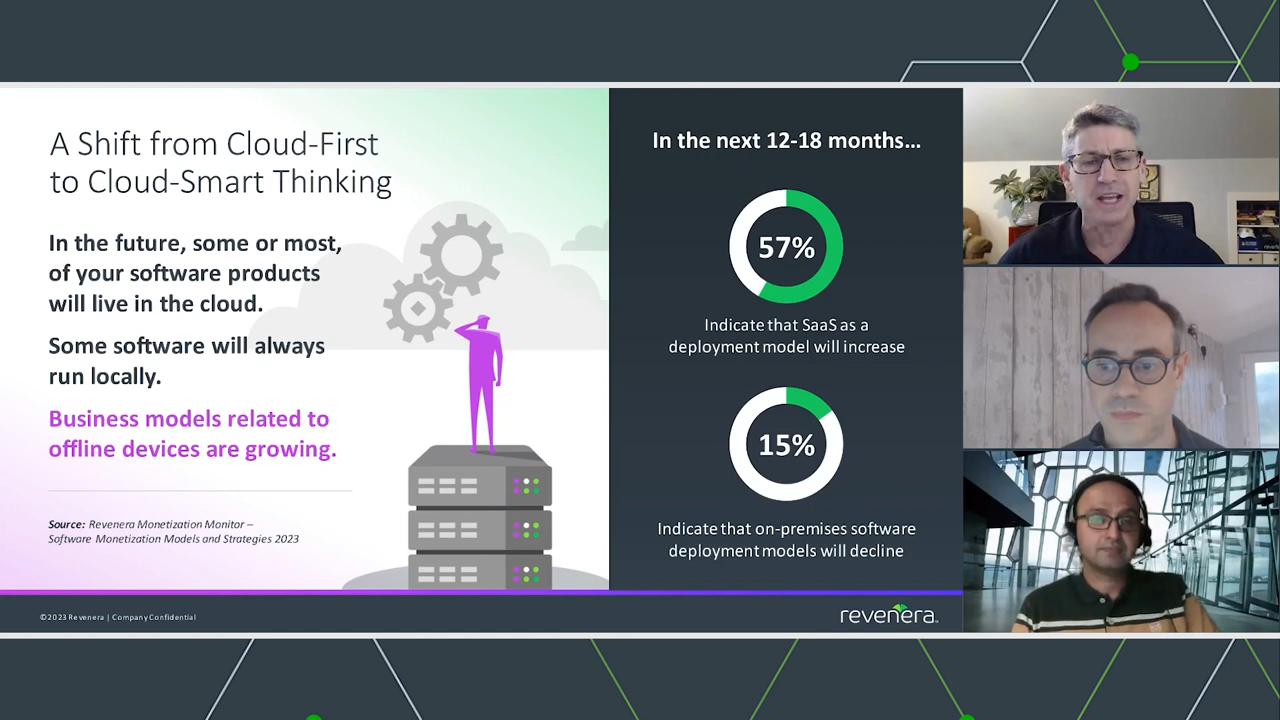 A Shift from Cloud-First
to Cloud-Smart Thinking
In the future, some or most,
of your software products
will live in the cloud.
Some software will always
run locally.
Business models related to
offline devices are growing.
Source: Revenera Monetization Monitor –
Software Monetization Models and Strategies 2023
In the next 12-18 months...
57%
Indicate that SaaS as a
deployment model will increase
15%
Indicate that on-premises software
deployment models will decline
©2023 Revenera | Company Confidential
revenera